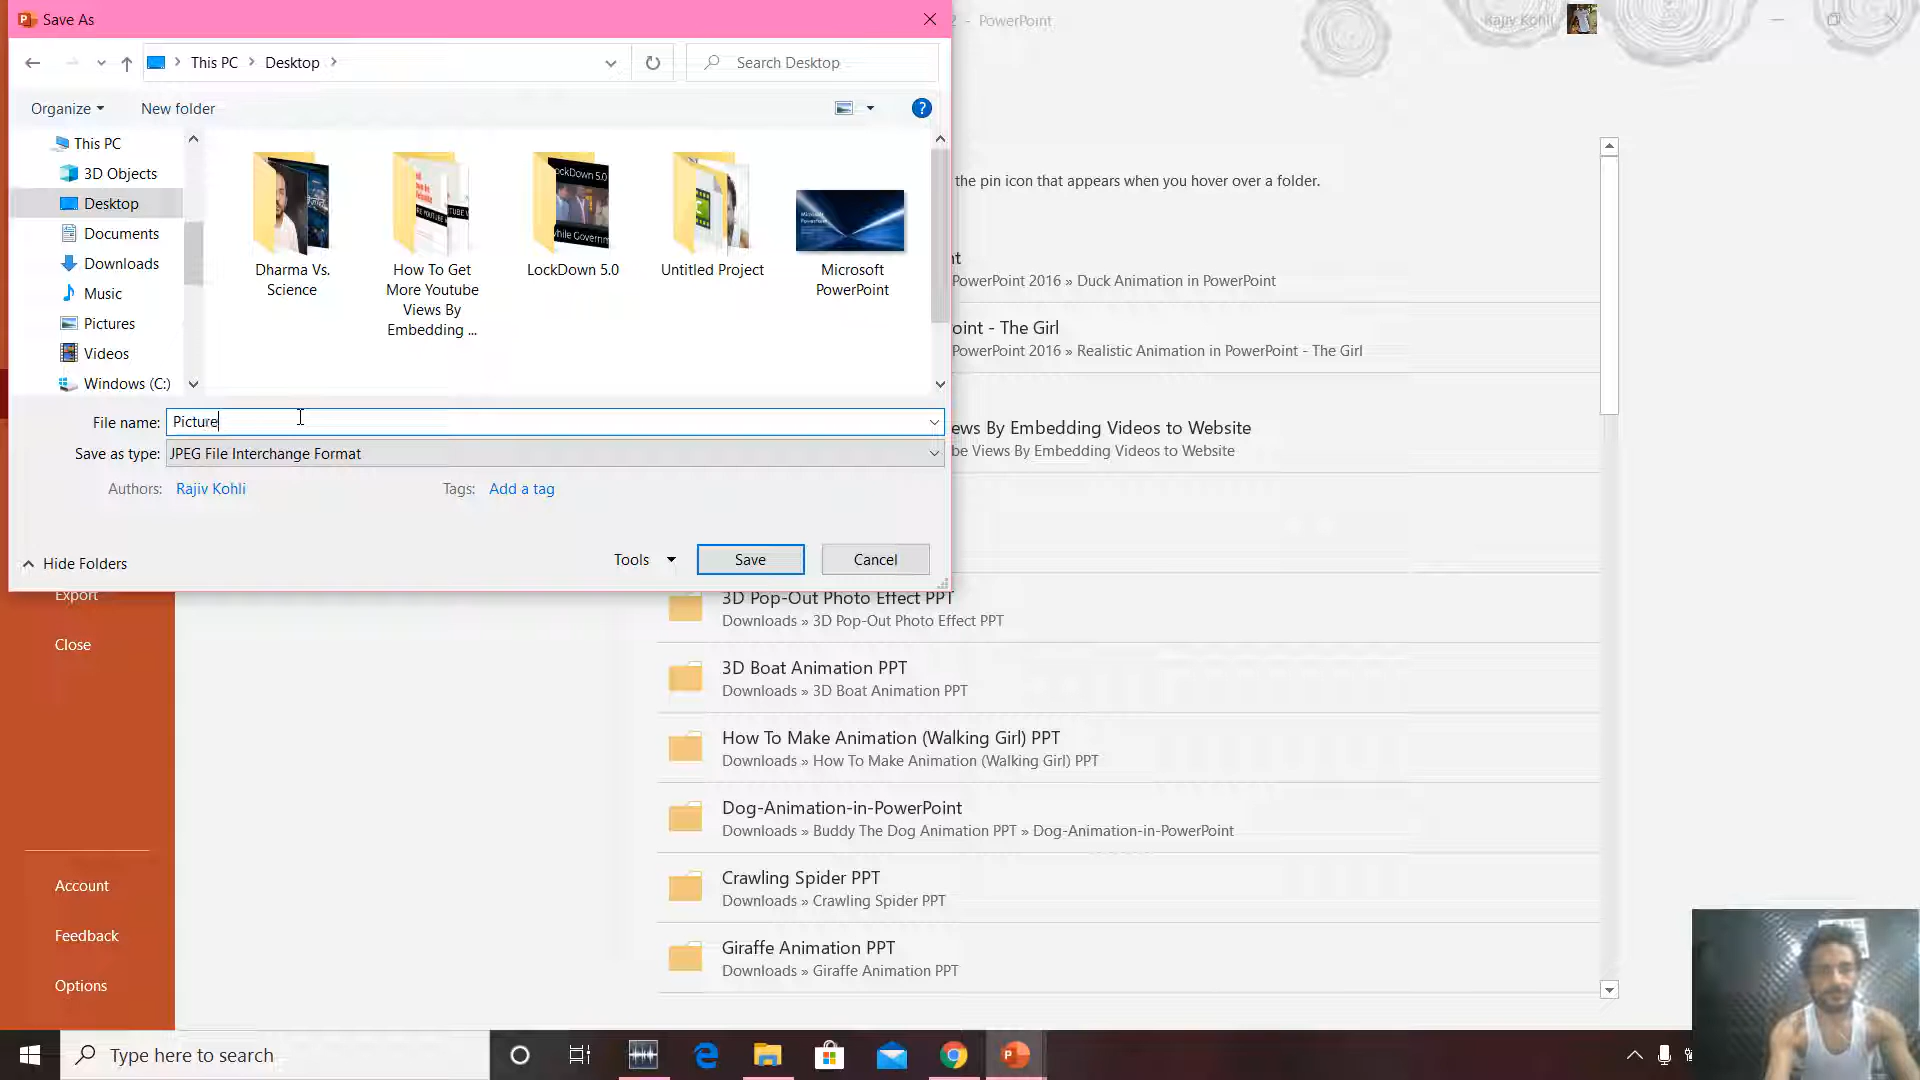 Save As
2 - PowerPoint
Rajiv Kohli
This PC
Desktop
Search Desktop
Organize
New folder
This PC
3D Objects
Desktop
Documents
Downloads
Music
Pictures
Videos
Windows (C:)
Dharma Vs.
Science
How To Get
More Youtube
Views By
Embedding ...
LockDown 5.0
Untitled Project
Microsoft
PowerPoint
File name:
Picture
Save as type:
JPEG File Interchange Format
Authors:
Rajiv Kohli
Tags:
Add a tag
Hide Folders
Tools
Save
Cancel
the pin icon that appears when you hover over a folder.
nt
PowerPoint 2016 » Duck Animation in PowerPoint
oint - The Girl
PowerPoint 2016 » Realistic Animation in PowerPoint - The Girl
ews By Embedding Videos to Website
be Views By Embedding Videos to Website
3D Pop-Out Photo Effect PPT
Downloads » 3D Pop-Out Photo Effect PPT
3D Boat Animation PPT
Downloads » 3D Boat Animation PPT
How To Make Animation (Walking Girl) PPT
Downloads » How To Make Animation (Walking Girl) PPT
Dog-Animation-in-PowerPoint
Downloads » Buddy The Dog Animation PPT » Dog-Animation-in-PowerPoint
Crawling Spider PPT
Downloads » Crawling Spider PPT
Giraffe Animation PPT
Downloads » Giraffe Animation PPT
Export
Close
Account
Feedback
Options
Type here to search